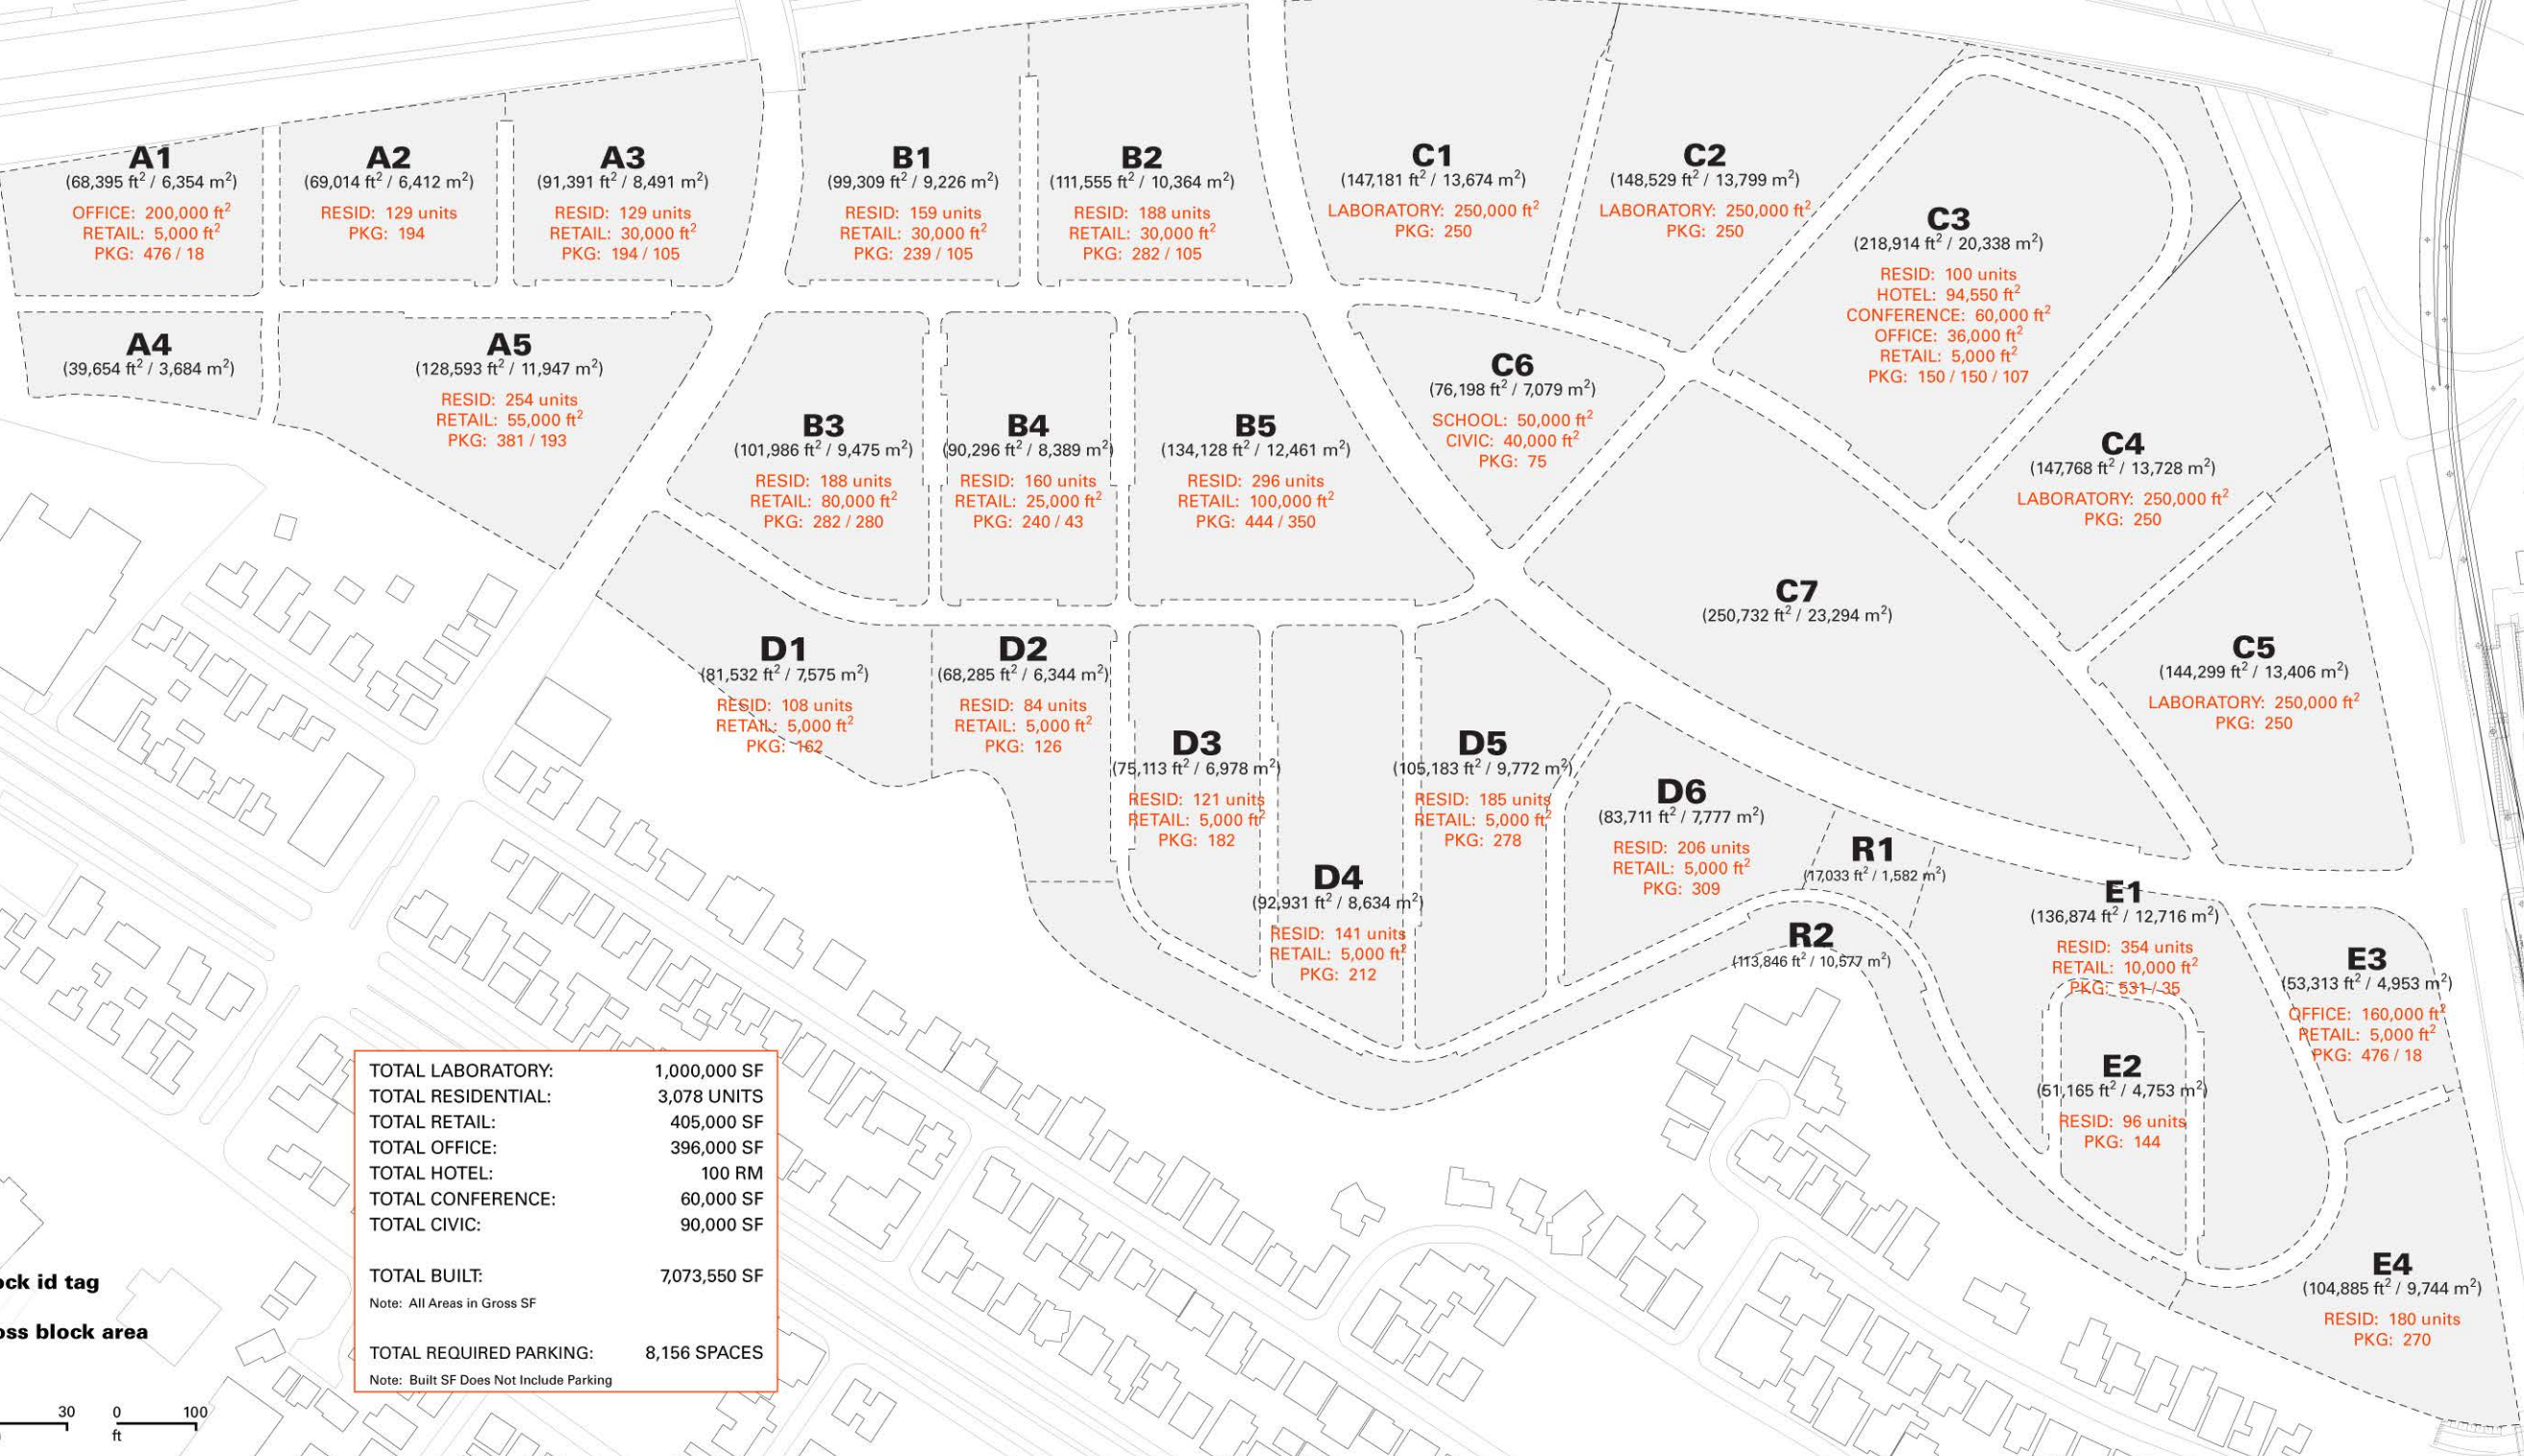 A1
(68,395 ft² / 6,354 m²)
OFFICE: 200,000 ft²
RETAIL: 5,000 ft²
PKG: 476 / 18
A2
(69,014 ft² / 6,412 m²)
RESID: 129 units
PKG: 194
A3
(91,391 ft² / 8,491 m²)
RESID: 129 units
RETAIL: 30,000 ft²
PKG: 194 / 105
B1
(99,309 ft² / 9,226 m²)
RESID: 159 units
RETAIL: 30,000 ft²
PKG: 239 / 105
B2
(111,555 ft² / 10,364 m²)
RESID: 188 units
RETAIL: 30,000 ft²
PKG: 282 / 105
C1
(147,181 ft² / 13,674 m²)
LABORATORY: 250,000 ft²
PKG: 250
C2
(148,529 ft² / 13,799 m²)
LABORATORY: 250,000 ft²
PKG: 250
C3
(218,914 ft² / 20,338 m²)
RESID: 100 units
HOTEL: 94,550 ft²
CONFERENCE: 60,000 ft²
OFFICE: 36,000 ft²
RETAIL: 5,000 ft²
PKG: 150 / 150 / 107
A4
(39,654 ft² / 3,684 m²)
A5
(128,593 ft² / 11,947 m²)
RESID: 254 units
RETAIL: 55,000 ft²
PKG: 381 / 193
B3
(101,986 ft² / 9,475 m²)
RESID: 188 units
RETAIL: 80,000 ft²
PKG: 282 / 280
B4
(90,296 ft² / 8,389 m²)
RESID: 160 units
RETAIL: 25,000 ft²
PKG: 240 / 43
B5
(134,128 ft² / 12,461 m²)
RESID: 296 units
RETAIL: 100,000 ft²
PKG: 444 / 350
C6
(76,198 ft² / 7,079 m²)
SCHOOL: 50,000 ft²
CIVIC: 40,000 ft²
PKG: 75
C4
(147,768 ft² / 13,728 m²)
LABORATORY: 250,000 ft²
PKG: 250
C7
(250,732 ft² / 23,294 m²)
C5
(144,299 ft² / 13,406 m²)
LABORATORY: 250,000 ft²
PKG: 250
D1
(81,532 ft² / 7,575 m²)
RESID: 108 units
RETAIL: 5,000 ft²
PKG: 162
D2
(68,285 ft² / 6,344 m²)
RESID: 84 units
RETAIL: 5,000 ft²
PKG: 126
D3
(75,113 ft² / 6,978 m²)
RESID: 121 units
RETAIL: 5,000 ft²
PKG: 182
D4
(92,931 ft² / 8,634 m²)
RESID: 141 units
RETAIL: 5,000 ft²
PKG: 212
D5
(105,183 ft² / 9,772 m²)
RESID: 185 units
RETAIL: 5,000 ft²
PKG: 278
D6
(83,711 ft² / 7,777 m²)
RESID: 206 units
RETAIL: 5,000 ft²
PKG: 309
R1
(17,033 ft² / 1,582 m²)
R2
(113,846 ft² / 10,577 m²)
E1
(136,874 ft² / 12,716 m²)
RESID: 354 units
RETAIL: 10,000 ft²
PKG: 531 / 35
E3
(53,313 ft² / 4,953 m²)
OFFICE: 160,000 ft²
RETAIL: 5,000 ft²
PKG: 476 / 18
E2
(51,165 ft² / 4,753 m²)
RESID: 96 units
PKG: 144
E4
(104,885 ft² / 9,744 m²)
RESID: 180 units
PKG: 270
TOTAL LABORATORY: 1,000,000 SF
TOTAL RESIDENTIAL: 3,078 UNITS
TOTAL RETAIL: 405,000 SF
TOTAL OFFICE: 396,000 SF
TOTAL HOTEL: 100 RM
TOTAL CONFERENCE: 60,000 SF
TOTAL CIVIC: 90,000 SF
TOTAL BUILT: 7,073,550 SF
Note: All Areas in Gross SF
TOTAL REQUIRED PARKING: 8,156 SPACES
Note: Built SF Does Not Include Parking
ock id tag
oss block area
30 0 100
ft